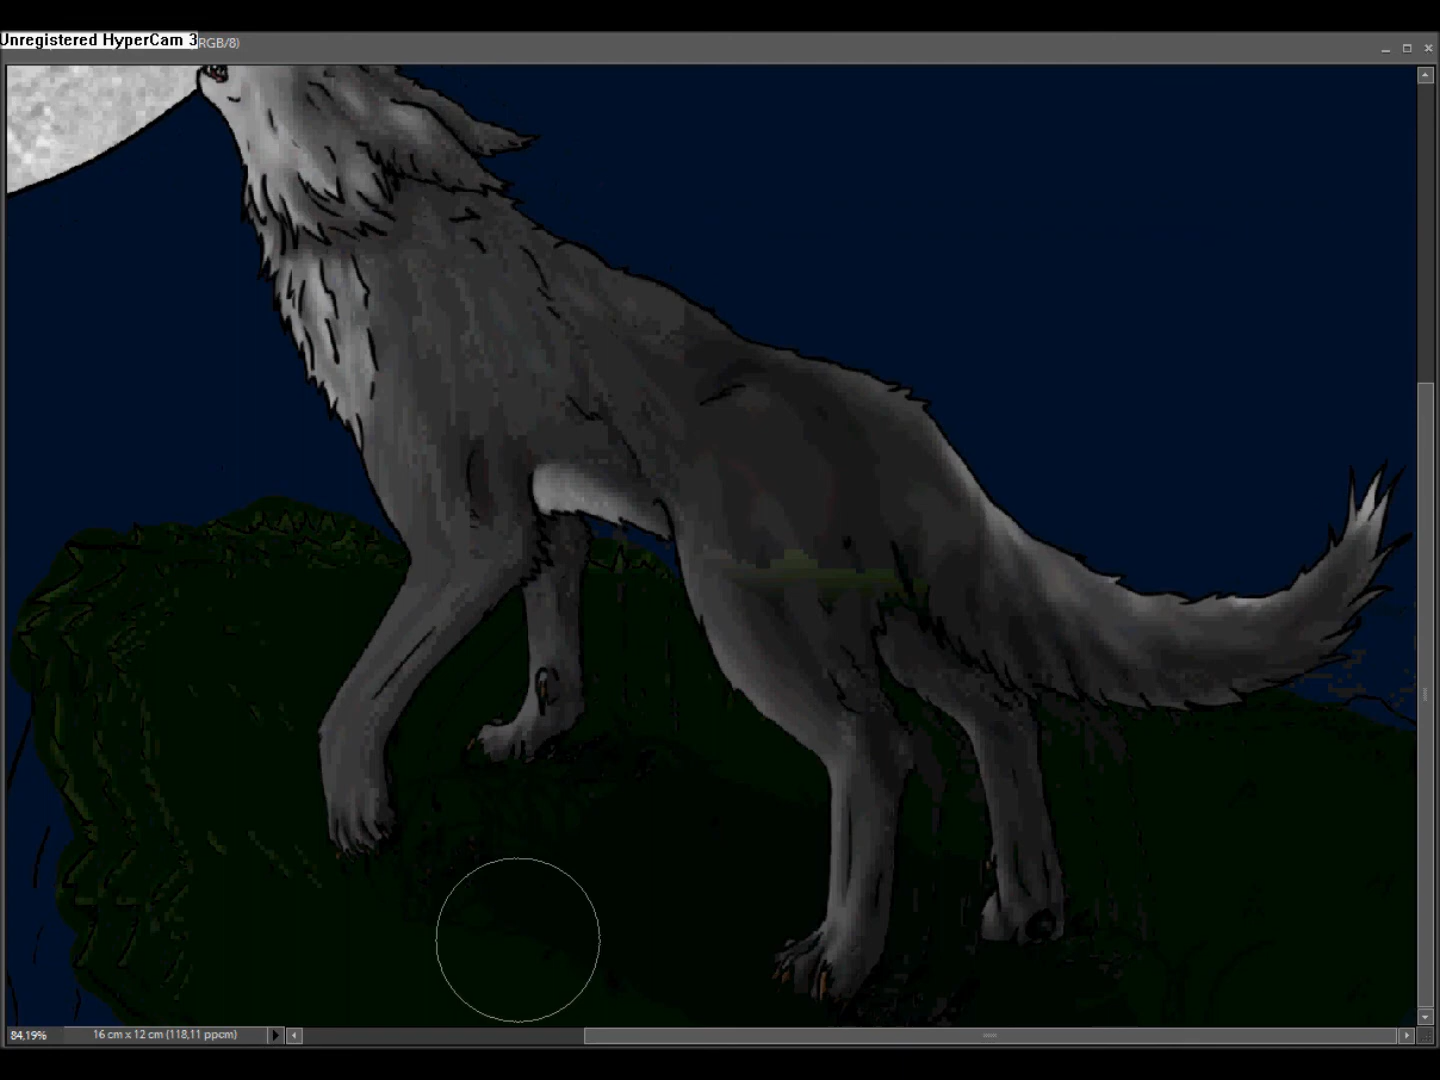 Unregistered HyperCam 3 RGB/8)
84,19% 16 cm x 12 cm (118,11 ppcm)